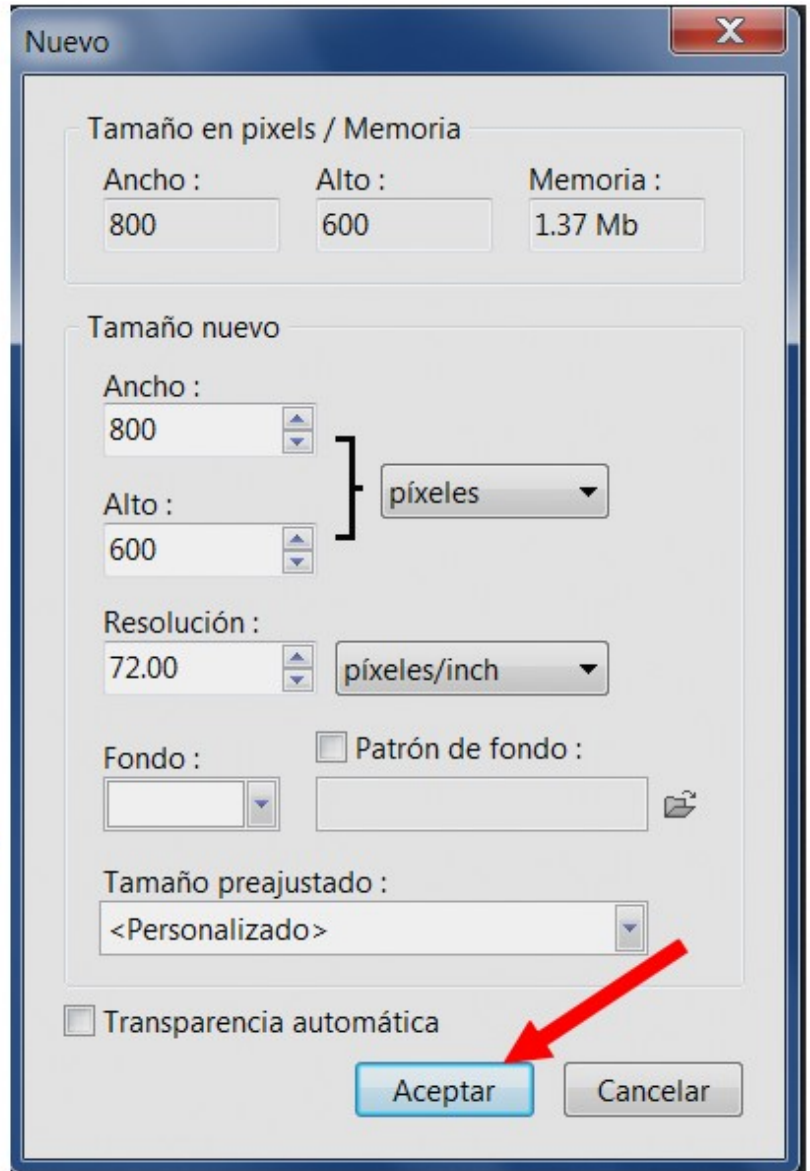 Nuevo
Tamaño en pixels / Memoria
Ancho : Alto : Memoria :
800 600 1.37 Mb
Tamaño nuevo
Ancho :
800
píxeles
Alto :
600
Resolución :
72.00 píxeles/inch
Fondo : Patrón de fondo :
Tamaño preajustado :
<Personalizado>
Transparencia automática
Aceptar Cancelar